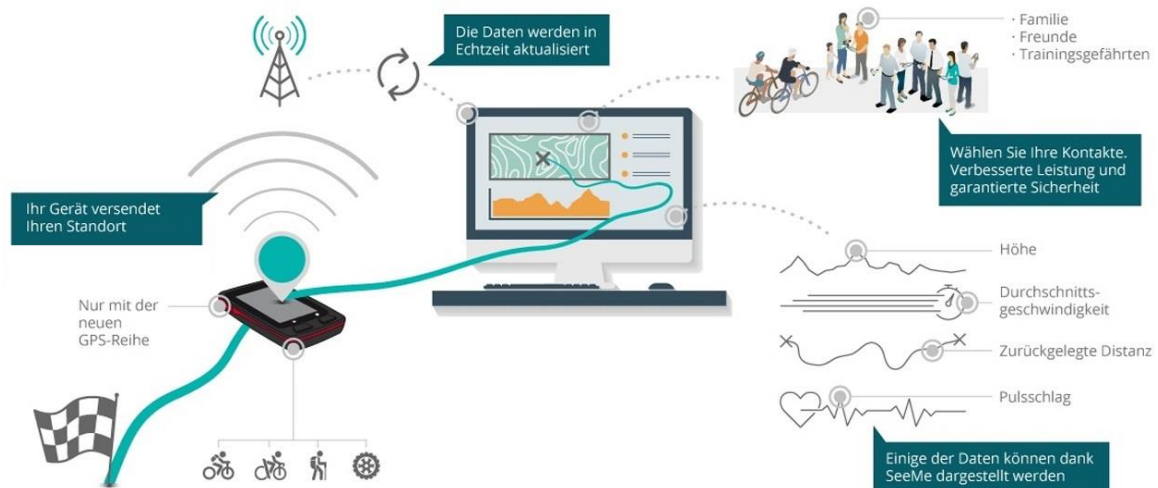 Die Daten werden in
Echtzeit aktualisiert
· Familie
· Freunde
· Trainingsgefährten
Wählen Sie Ihre Kontakte.
Verbesserte Leistung und
garantierte Sicherheit
Ihr Gerät versendet
Ihren Standort
Nur mit der
neuen
GPS-Reihe
Höhe
Durchschnitts-
geschwindigkeit
Zurückgelegte Distanz
Pulsschlag
Einige der Daten können dank
SeeMe dargestellt werden